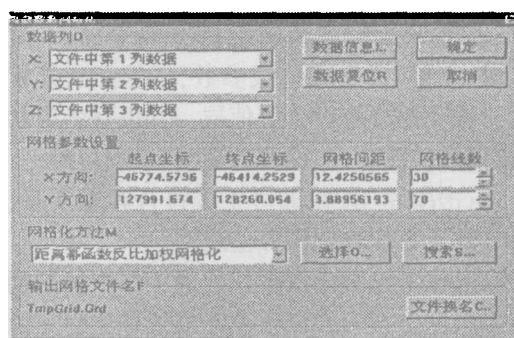 数据列D
数据信息I..
确定
X: 文件中第 1 列数据
数据复位R
取消
Y: 文件中第 2 列数据
Z: 文件中第 3 列数据
网格参数设置
起点坐标 终点坐标 网格间距 网格线数
X方向: -46774.5736 -46414.2529 12.4250565 30
Y方向: 127991.674 128260.054 3.88956193 70
网格化方法M
距离幂函数反比加权网格化 选择O... 搜索S...
输出网格文件名F
TmpGrid.Grd
文件换名C..